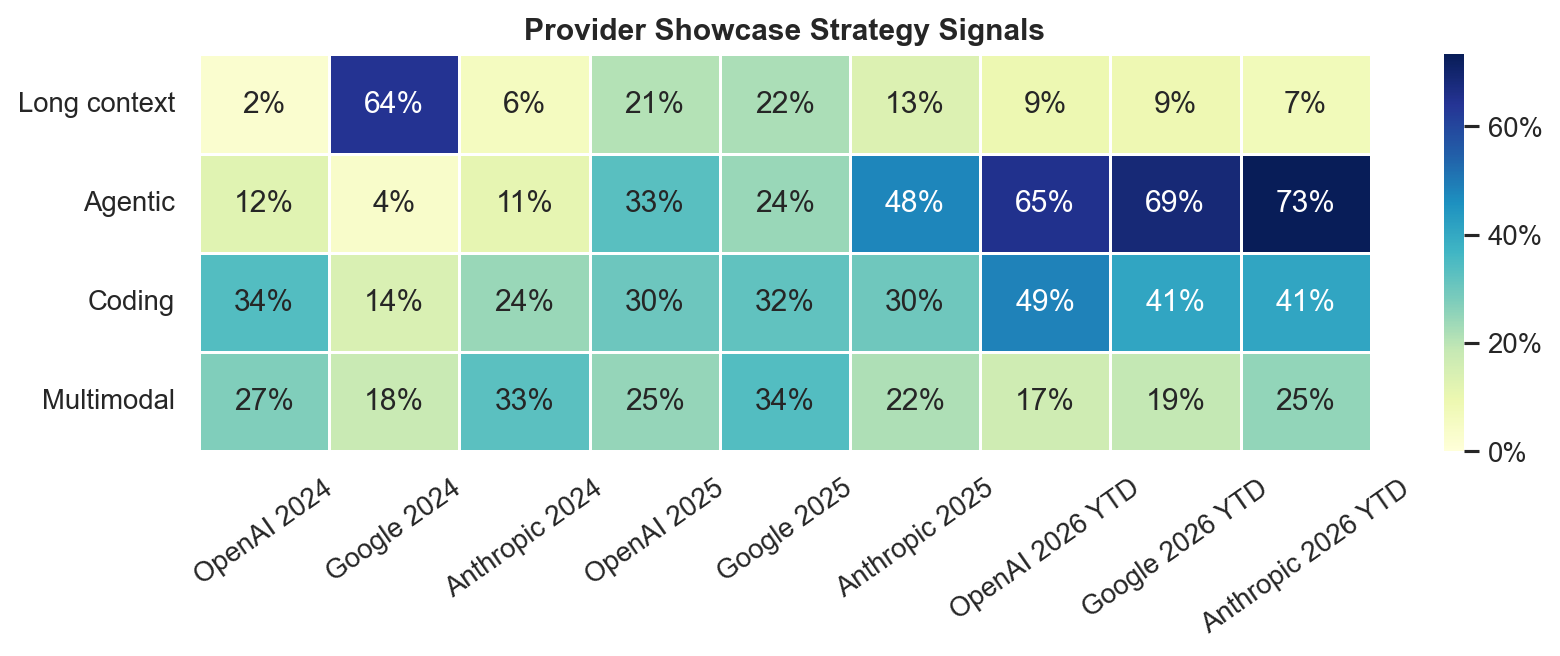 Provider Showcase Strategy Signals
Long context 2% 64% 6% 21% 22% 13% 9% 9% 7%
Agentic 12% 4% 11% 33% 24% 48% 65% 69% 73%
Coding 34% 14% 24% 30% 32% 30% 49% 41% 41%
Multimodal 27% 18% 33% 25% 34% 22% 17% 19% 25%
OpenAI 2024
Google 2024
Anthropic 2024
OpenAI 2025
Google 2025
Anthropic 2025
OpenAI 2026 YTD
Google 2026 YTD
Anthropic 2026 YTD
60%
40%
20%
0%